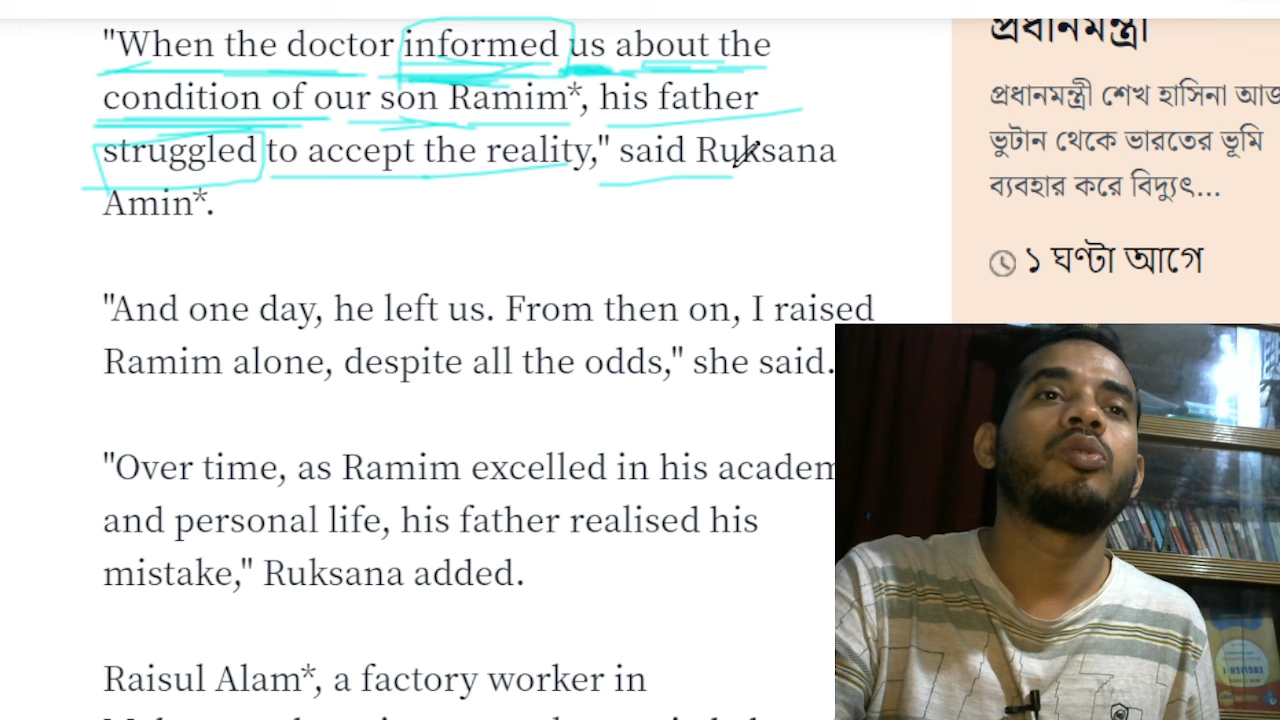 "When the doctor informed us about the
condition of our son Ramim*, his father
struggled to accept the reality," said Ruksana
Amin*.
"And one day, he left us. From then on, I raised
Ramim alone, despite all the odds," she said.
"Over time, as Ramim excelled in his academ
and personal life, his father realised his
mistake," Ruksana added.
Raisul Alam*, a factory worker in
প্রধানমন্ত্রী
প্রধানমন্ত্রী শেখ হাসিনা আজ
ভুটান থেকে ভারতের ভূমি
ব্যবহার করে বিদ্যুৎ...
১ ঘণ্টা আগে